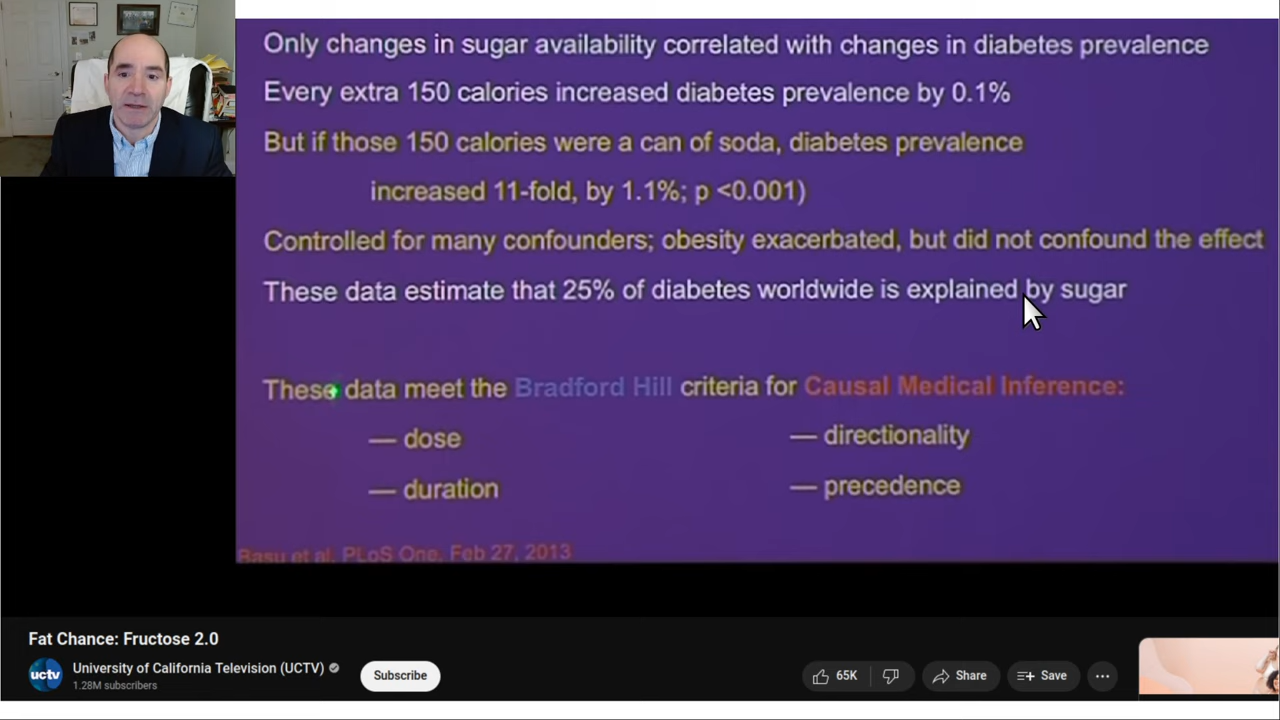 Only changes in sugar availability correlated with changes in diabetes prevalence
Every extra 150 calories increased diabetes prevalence by 0.1%
But if those 150 calories were a can of soda, diabetes prevalence
increased 11-fold, by 1.1%; p <0.001)
Controlled for many confounders; obesity exacerbated, but did not confound the effect
These data estimate that 25% of diabetes worldwide is explained by sugar
These data meet the Bradford Hill criteria for Causal Medical Inference:
— dose
— directionality
— duration
— precedence
Basu et al. PLoS One, Feb 27, 2013
Fat Chance: Fructose 2.0
uctv
University of California Television (UCTV)
1.28M subscribers
Subscribe
65K
Share
Save